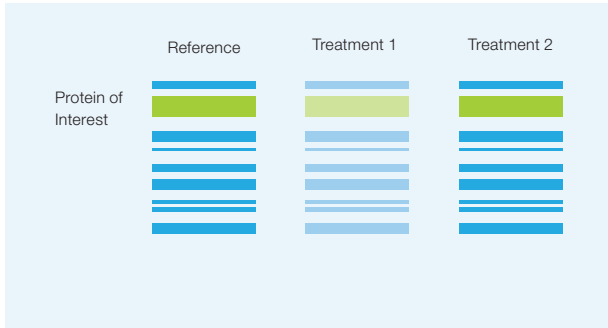 Reference
Treatment 1
Treatment 2
Protein of
Interest